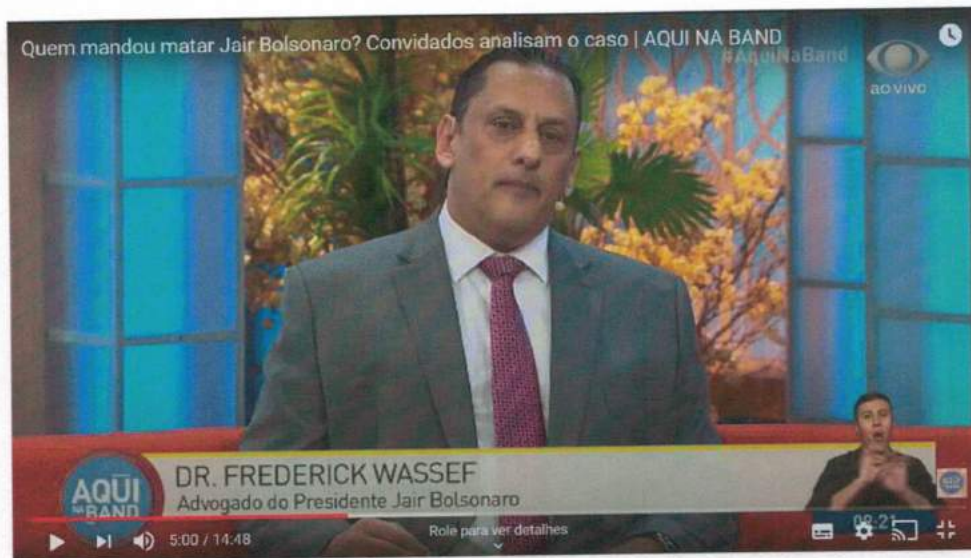 Quem mandou matar Jair Bolsonaro? Convidados analisam o caso | AQUI NA BAND
#AquiNaBand
AO VIVO
AQUI
NA
BAND
DR. FREDERICK WASSEF
Advogado do Presidente Jair Bolsonaro
Role para ver detalhes
5:00 / 14:48